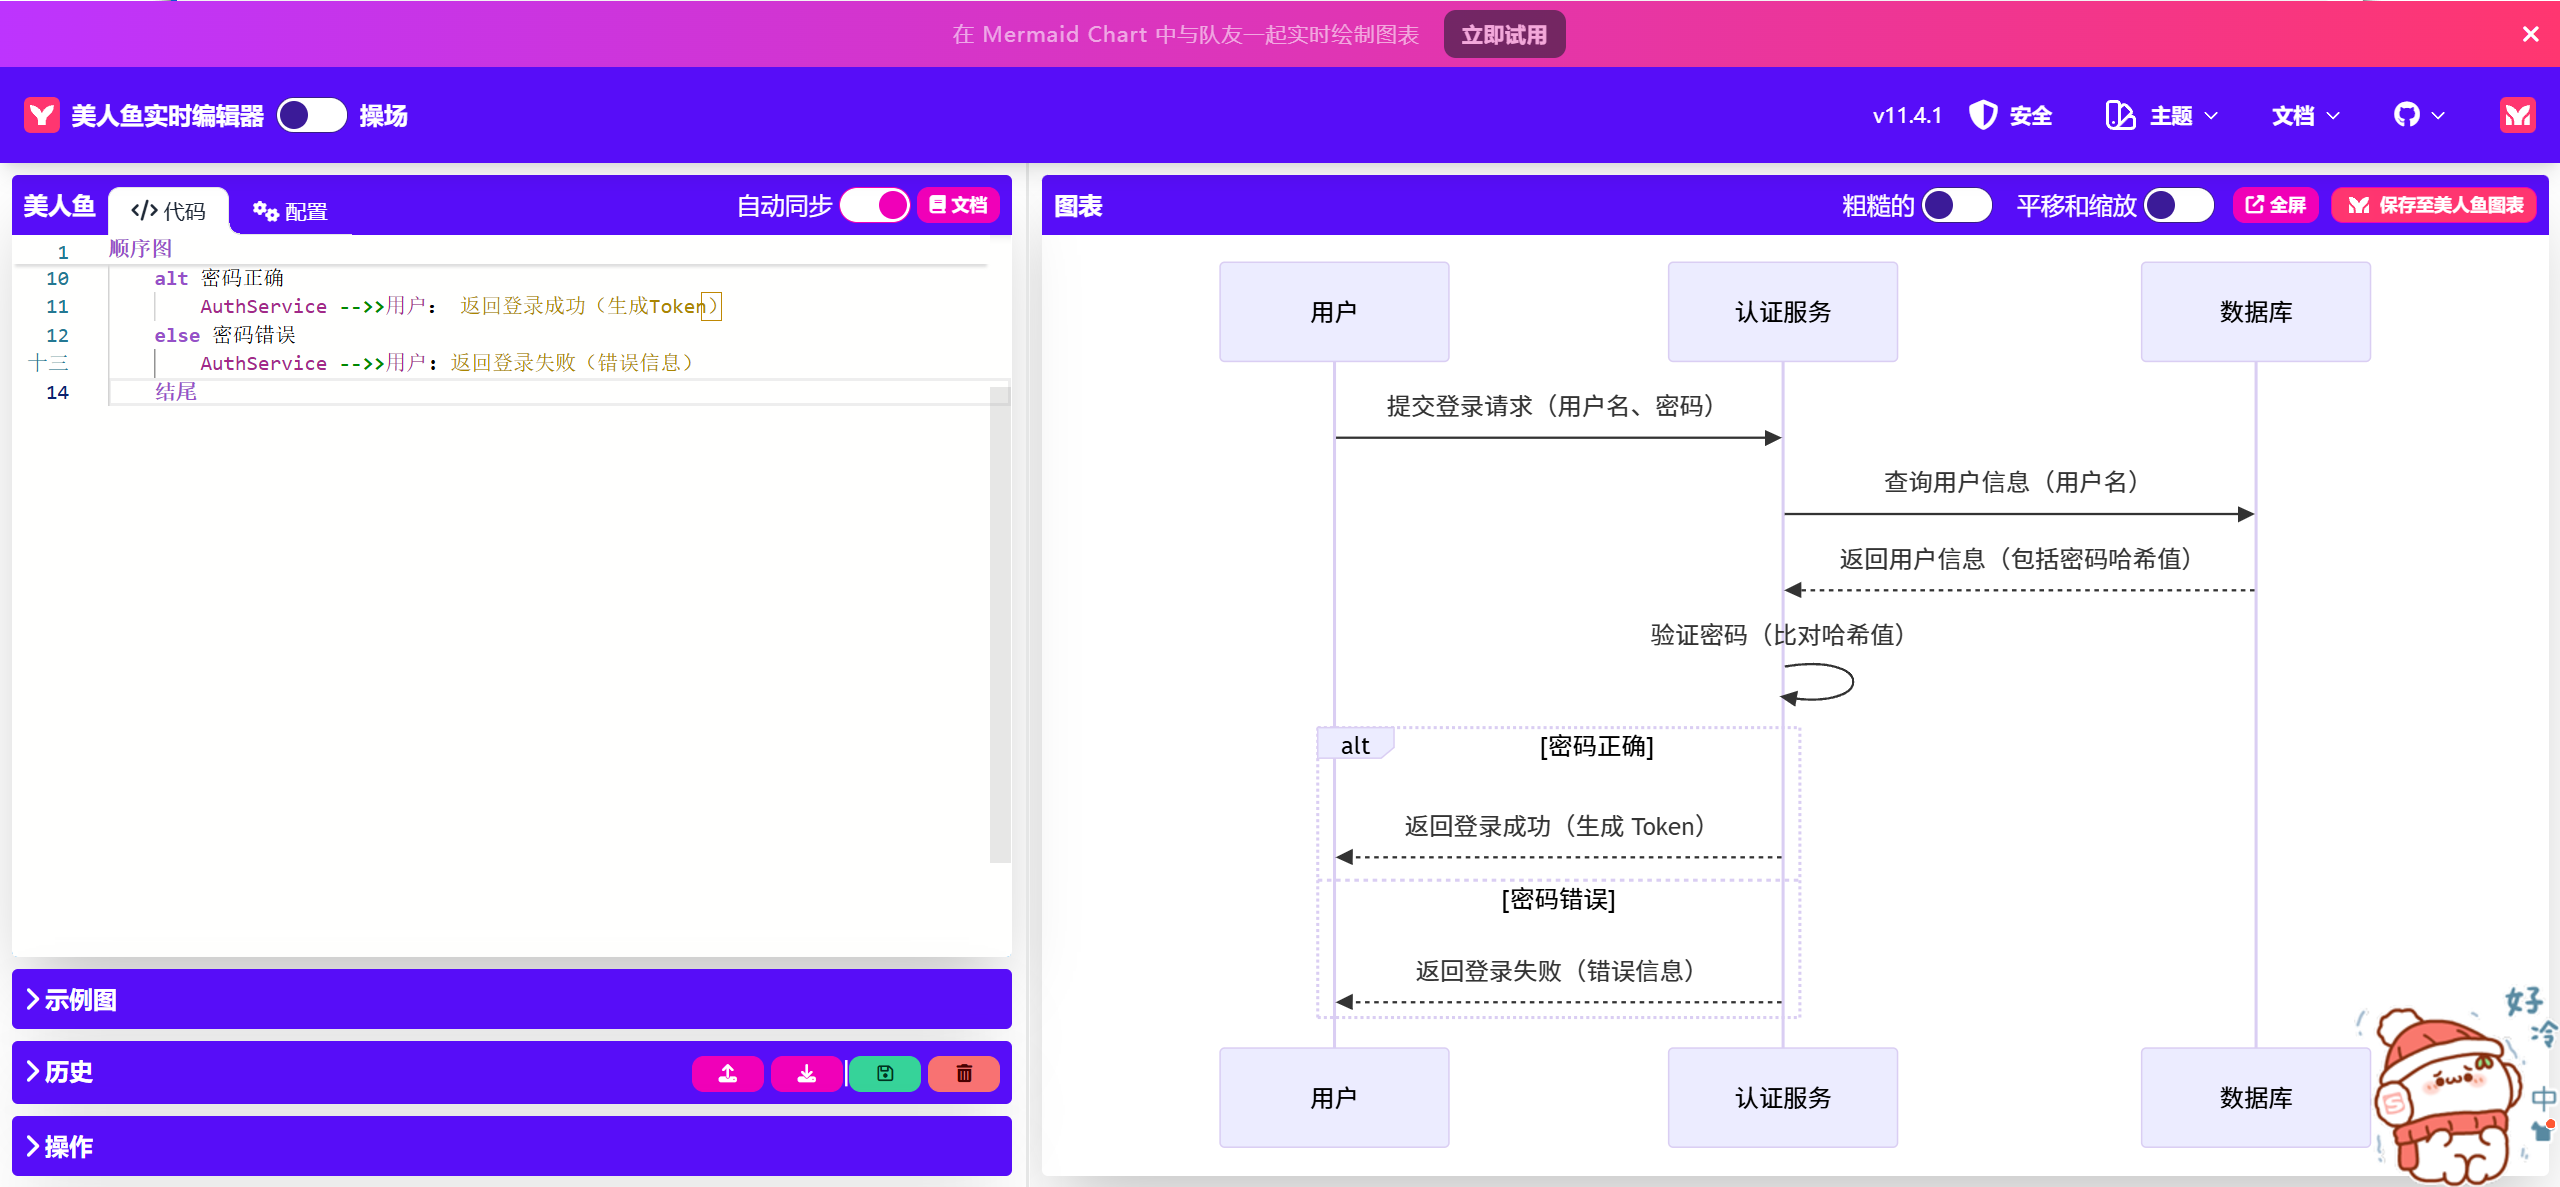 在 Mermaid Chart 中与队友一起实时绘制图表 立即试用
美人鱼实时编辑器 操场 v11.4.1 安全 主题 文档
美人鱼 代码 配置 自动同步 文档
1 顺序图
10 alt 密码正确
11 AuthService -->>用户： 返回登录成功（生成Token）
12 else 密码错误
十三 AuthService -->>用户：返回登录失败（错误信息）
14 结尾
示例图
历史
操作
图表 粗糙的 平移和缩放 全屏 保存至美人鱼图表
用户 认证服务 数据库
提交登录请求（用户名、密码）
查询用户信息（用户名）
返回用户信息（包括密码哈希值）
验证密码（比对哈希值）
alt [密码正确]
返回登录成功（生成 Token）
[密码错误]
返回登录失败（错误信息）
用户 认证服务 数据库
好
冷
S
中